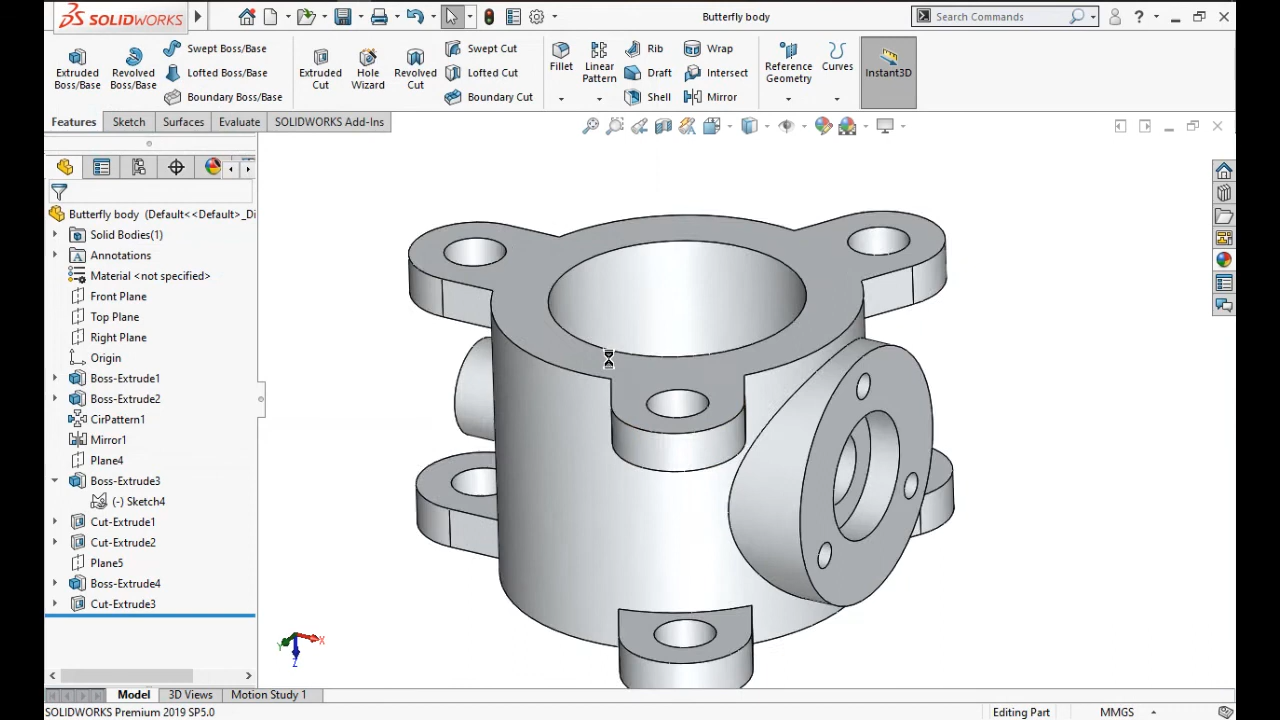 SOLIDWORKS
Butterfly body
Search Commands
Extruded Boss/Base
Revolved Boss/Base
Swept Boss/Base
Lofted Boss/Base
Boundary Boss/Base
Extruded Cut
Hole Wizard
Revolved Cut
Swept Cut
Lofted Cut
Boundary Cut
Fillet
Linear Pattern
Rib
Draft
Shell
Wrap
Intersect
Mirror
Reference Geometry
Curves
Instant3D
Features Sketch Surfaces Evaluate SOLIDWORKS Add-Ins
Butterfly body (Default<<Default>_Di
Solid Bodies(1)
Annotations
Material <not specified>
Front Plane
Top Plane
Right Plane
Origin
Boss-Extrude1
Boss-Extrude2
CirPattern1
Mirror1
Plane4
Boss-Extrude3
(-) Sketch4
Cut-Extrude1
Cut-Extrude2
Plane5
Boss-Extrude4
Cut-Extrude3
Y X
Z
Model 3D Views Motion Study 1
SOLIDWORKS Premium 2019 SP5.0 Editing Part MMGS